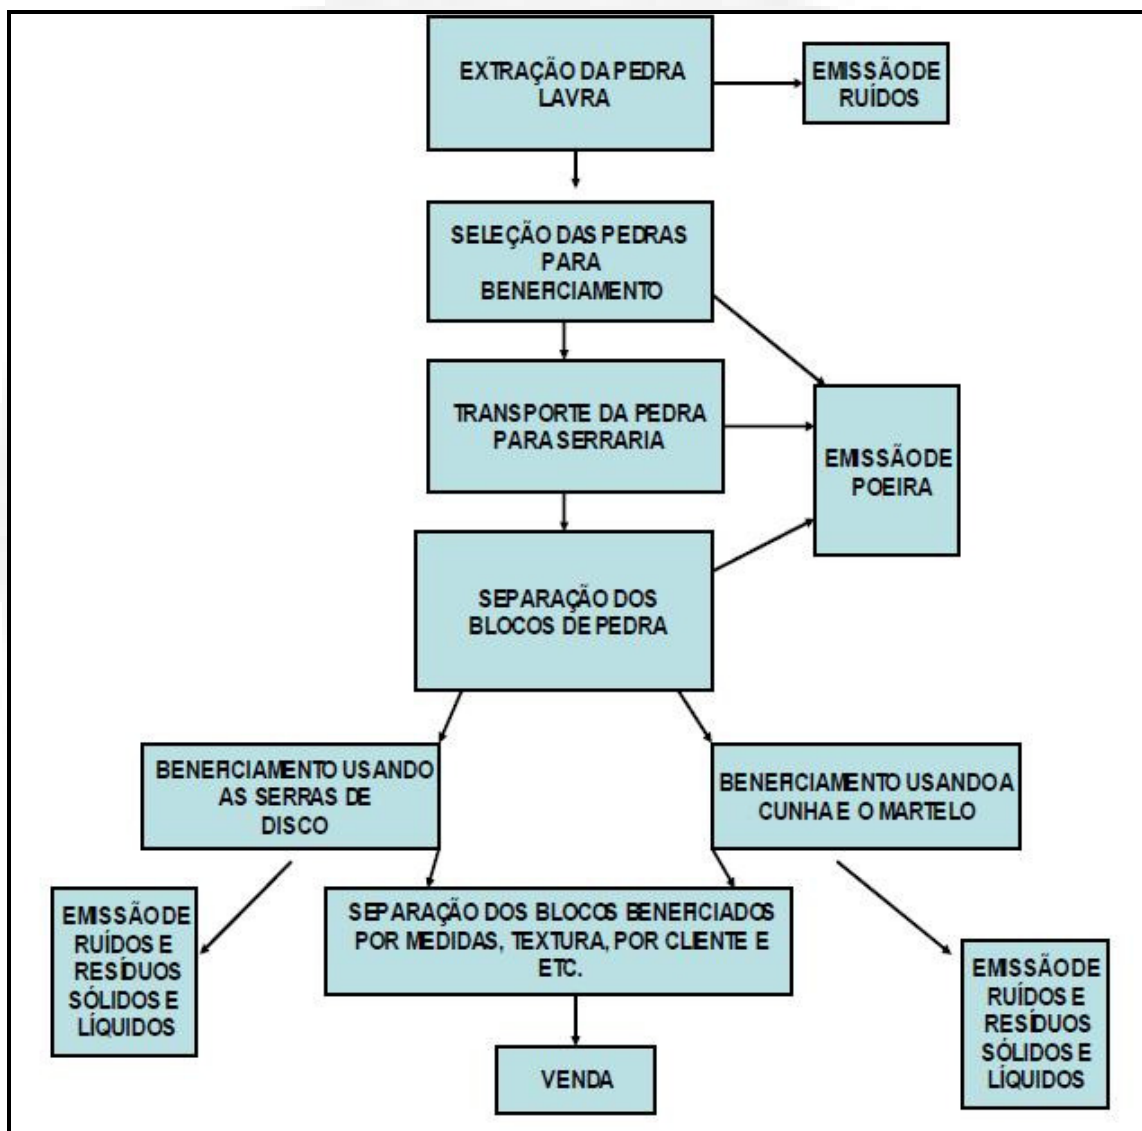 EXTRAÇÃO DA PEDRA
LAVRA
EMISSÃO DE
RUÍDOS
SELEÇÃO DAS PEDRAS
PARA
BENEFICIAMENTO
TRANSPORTE DA PEDRA
PARA SERRARIA
EMISSÃO DE
POEIRA
SEPARAÇÃO DOS
BLOCOS DE PEDRA
BENEFICIAMENTO USANDO
AS SERRAS DE
DISCO
BENEFICIAMENTO USANDO A
CUNHA E O MARTELO
EMISSÃO DE
RUÍDOS E
RESÍDUOS
SÓLIDOS E
LÍQUIDOS
SEPARAÇÃO DOS BLOCOS BENEFICIADOS
POR MEDIDAS, TEXTURA, POR CLIENTE E
ETC.
EMISSÃO DE
RUÍDOS E
RESÍDUOS
SÓLIDOS E
LÍQUIDOS
VENDA